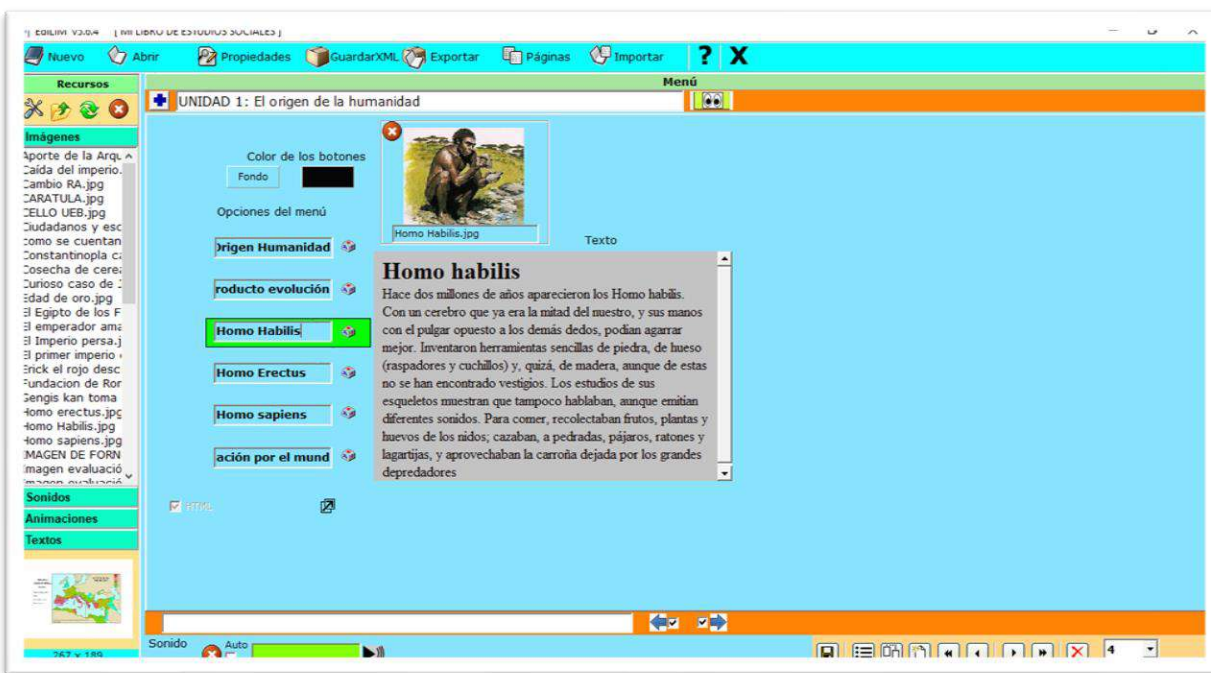 EdiLIM V3.8.4 [ MI LIBRO DE ESTUDIOS SOCIALES ]
Nuevo Abrir Propiedades GuardarXML Exportar Páginas Importar ? X
Recursos
Menú
UNIDAD 1: El origen de la humanidad
Imágenes
Aporte de la Arqu
Caída del imperio.
Cambio RA.jpg
CARATULA.jpg
CELLO UEB.jpg
Ciudadanos y esc
como se cuentan
Constantinopla c
Cosecha de cere
Curioso caso de
Edad de oro.jpg
El Egipto de los F
El emperador ama
El Imperio persa.j
El primer imperio
Erick el rojo desc
Fundacion de Ror
Gengis kan toma
Homo erectus.jpg
Homo Habilis.jpg
Homo sapiens.jpg
IMAGEN DE FORN
Imagen evaluació
Sonidos
Animaciones
Textos
267 x 189
Color de los botones
Fondo
Opciones del menú
Origen Humanidad
roducto evolución
Homo Habilis
Homo Erectus
Homo sapiens
ación por el mund
HTML
Homo Habilis.jpg
Texto
Homo habilis
Hace dos millones de años aparecieron los Homo habilis.
Con un cerebro que ya era la mitad del nuestro, y sus manos
con el pulgar opuesto a los demás dedos, podían agarrar
mejor. Inventaron herramientas sencillas de piedra, de hueso
(raspadores y cuchillos) y, quizá, de madera, aunque de estas
no se han encontrado vestigios. Los estudios de sus
esqueletos muestran que tampoco hablaban, aunque emitían
diferentes sonidos. Para comer, recolectaban frutos, plantas y
huevos de los nidos; cazaban, a pedradas, pájaros, ratones y
lagartijas, y aprovechaban la carroña dejada por los grandes
depredadores
Sonido
Auto
4